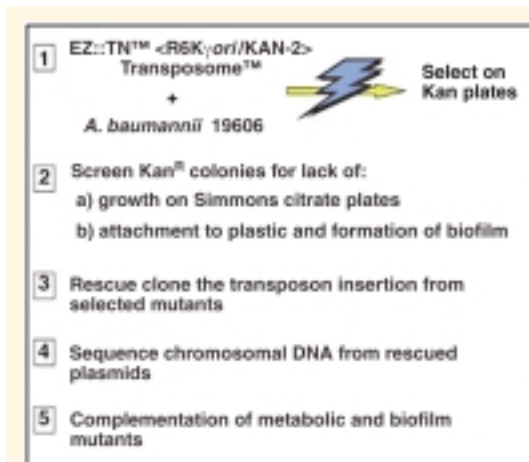 1 EZ::TN™ <R6Kγori/KAN-2>
Transposome™
+
A. baumannii 19606
Select on
Kan plates
2 Screen Kanᴿ colonies for lack of:
a) growth on Simmons citrate plates
b) attachment to plastic and formation of biofilm
3 Rescue clone the transposon insertion from
selected mutants
4 Sequence chromosomal DNA from rescued
plasmids
5 Complementation of metabolic and biofilm
mutants